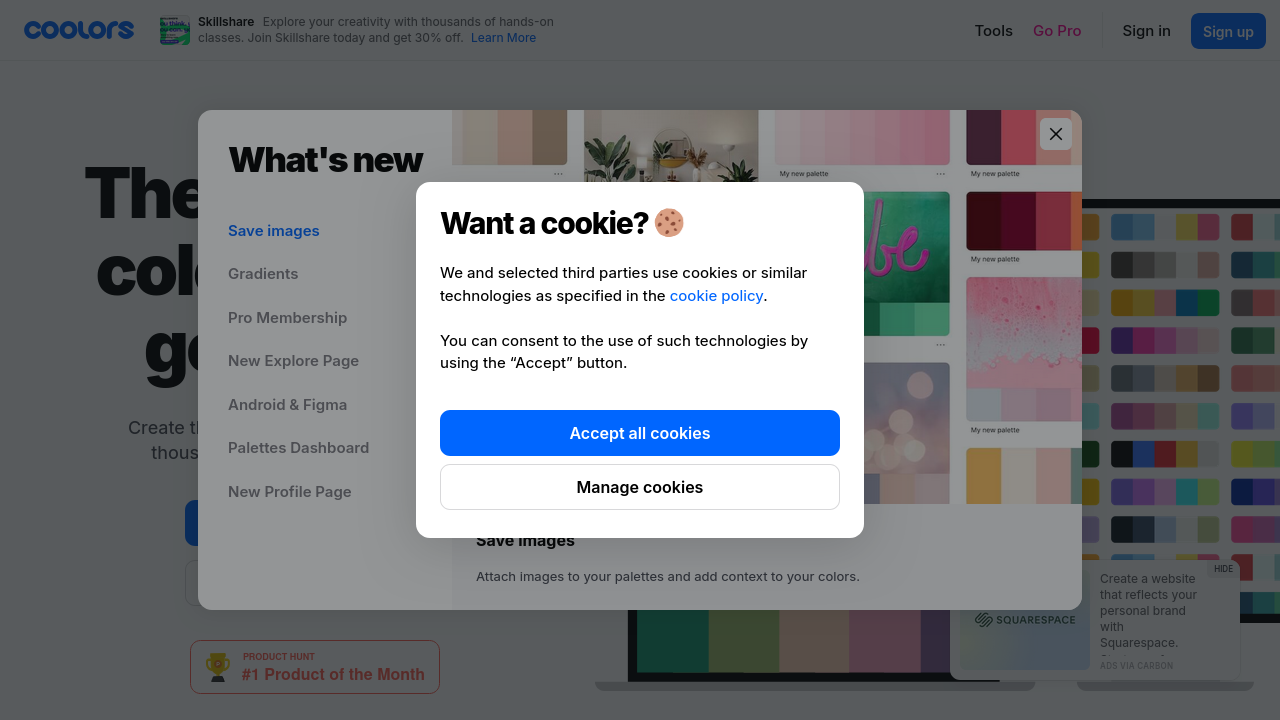 coolors
Skillshare Explore your creativity with thousands of hands-on
classes. Join Skillshare today and get 30% off. Learn More
Tools
Go Pro
Sign in
Sign up
What's new
Save images
Gradients
Pro Membership
New Explore Page
Android & Figma
Palettes Dashboard
New Profile Page
My new palette
My new palette
My new palette
My new palette
Want a cookie?
We and selected third parties use cookies or similar
technologies as specified in the cookie policy.
You can consent to the use of such technologies by
using the “Accept” button.
Accept all cookies
Manage cookies
Save images
Attach images to your palettes and add context to your colors.
The
Create
PRODUCT HUNT
#1 Product of the Month
HIDE
Create a website
that reflects your
personal brand
with
Squarespace.
SQUARESPACE
ADS VIA CARBON